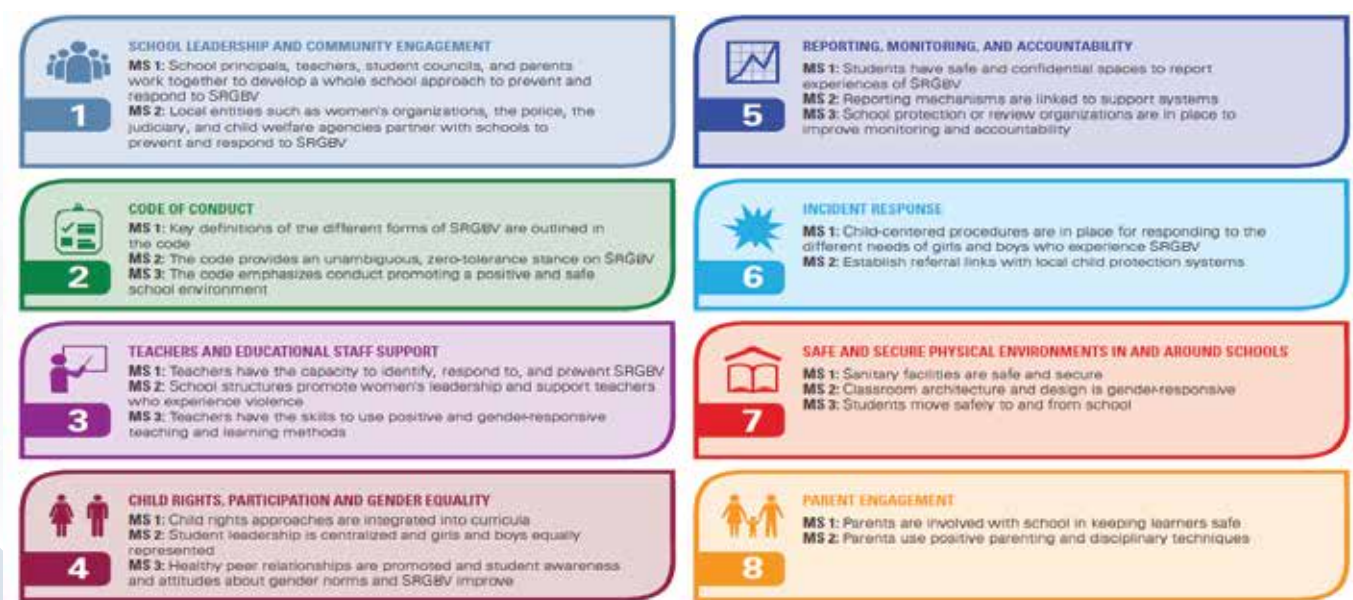 SCHOOL LEADERSHIP AND COMMUNITY ENGAGEMENT
MS 1: School principals, teachers, student councils, and parents
work together to develop a whole school approach to prevent and
respond to SRGBV
MS 2: Local entities such as women's organizations, the police, the
judiciary, and child welfare agencies partner with schools to
prevent and respond to SRGBV
1
CODE OF CONDUCT
MS 1: Key definitions of the different forms of SRGBV are outlined in
the code
MS 2: The code provides an unambiguous, zero-tolerance stance on SRGBV
MS 3: The code emphasizes conduct promoting a positive and safe
school environment
2
TEACHERS AND EDUCATIONAL STAFF SUPPORT
MS 1: Teachers have the capacity to identify, respond to, and prevent SRGBV
MS 2: School structures promote women's leadership and support teachers
who experience violence
MS 3: Teachers have the skills to use positive and gender-responsive
teaching and learning methods
3
CHILD RIGHTS, PARTICIPATION AND GENDER EQUALITY
MS 1: Child rights approaches are integrated into curricula
MS 2: Student leadership is centralized and girls and boys equally
represented
MS 3: Healthy peer relationships are promoted and student awareness
and attitudes about gender norms and SRGBV improve
4
REPORTING, MONITORING, AND ACCOUNTABILITY
MS 1: Students have safe and confidential spaces to report
experiences of SRGBV
MS 2: Reporting mechanisms are linked to support systems
MS 3: School protection or review organizations are in place to
improve monitoring and accountability
5
INCIDENT RESPONSE
MS 1: Child-centered procedures are in place for responding to the
different needs of girls and boys who experience SRGBV
MS 2: Establish referral links with local child protection systems
6
SAFE AND SECURE PHYSICAL ENVIRONMENTS IN AND AROUND SCHOOLS
MS 1: Sanitary facilities are safe and secure
MS 2: Classroom architecture and design is gender-responsive
MS 3: Students move safely to and from school
7
PARENT ENGAGEMENT
MS 1: Parents are involved with school in keeping learners safe
MS 2: Parents use positive parenting and disciplinary techniques
8